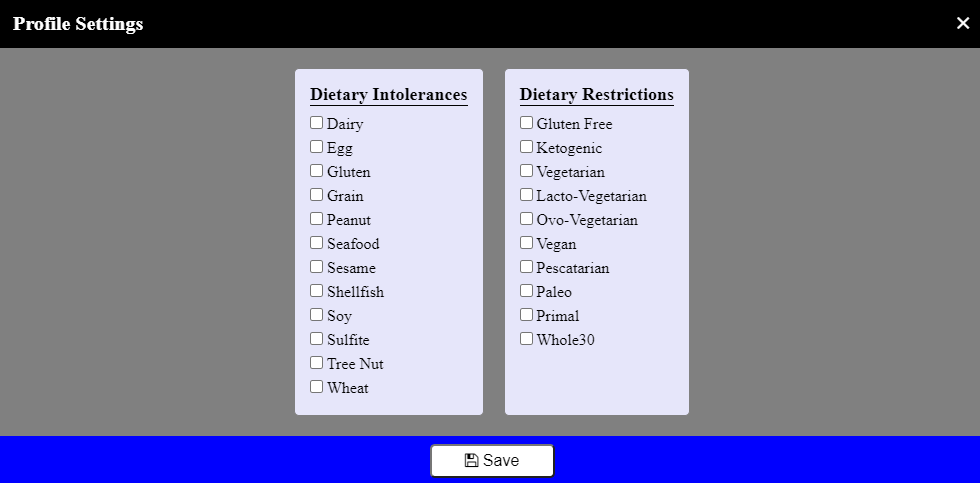 Profile Settings
Dietary Intolerances
Dairy
Egg
Gluten
Grain
Peanut
Seafood
Sesame
Shellfish
Soy
Sulfite
Tree Nut
Wheat
Dietary Restrictions
Gluten Free
Ketogenic
Vegetarian
Lacto-Vegetarian
Ovo-Vegetarian
Vegan
Pescatarian
Paleo
Primal
Whole30
Save